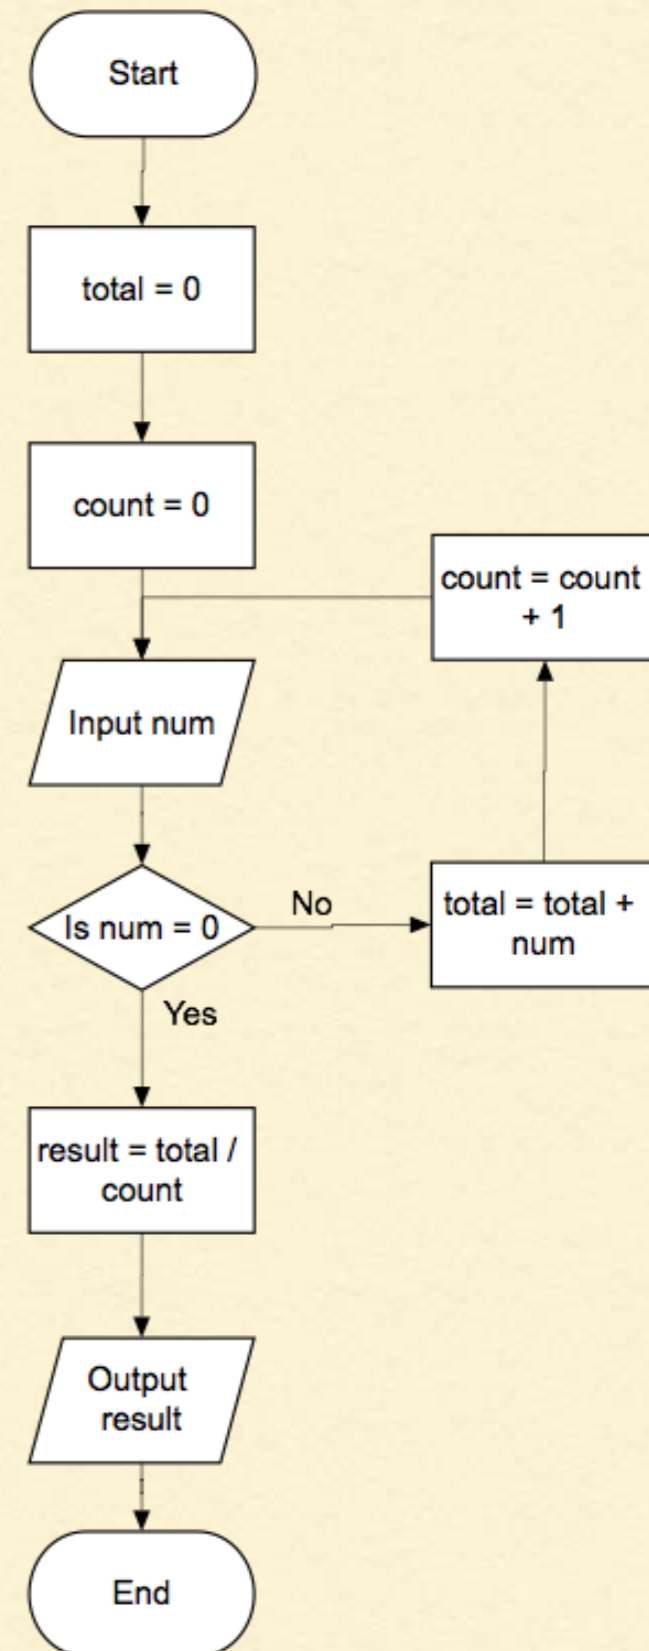 Start
total = 0
count = 0
count = count
+ 1
Input num
Is num = 0
No
total = total +
num
Yes
result = total /
count
Output
result
End